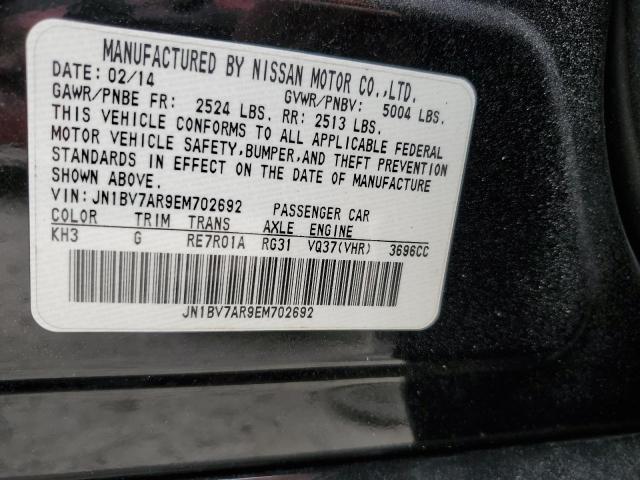 MANUFACTURED BY NISSAN MOTOR CO.,LTD.
DATE: 02/14 GVWR/PNBV: 5004 LBS.
GAWR/PNBE FR: 2524 LBS. RR: 2513 LBS.
THIS VEHICLE CONFORMS TO ALL APPLICABLE FEDERAL
MOTOR VEHICLE SAFETY,BUMPER,AND THEFT PREVENTION
STANDARDS IN EFFECT ON THE DATE OF MANUFACTURE
SHOWN ABOVE.
VIN:JN1BV7AR9EM702692 PASSENGER CAR
COLOR TRIM TRANS AXLE ENGINE
KH3 G RE7R01A RG31 VQ37(VHR) 3696CC
JN1BV7AR9EM702692